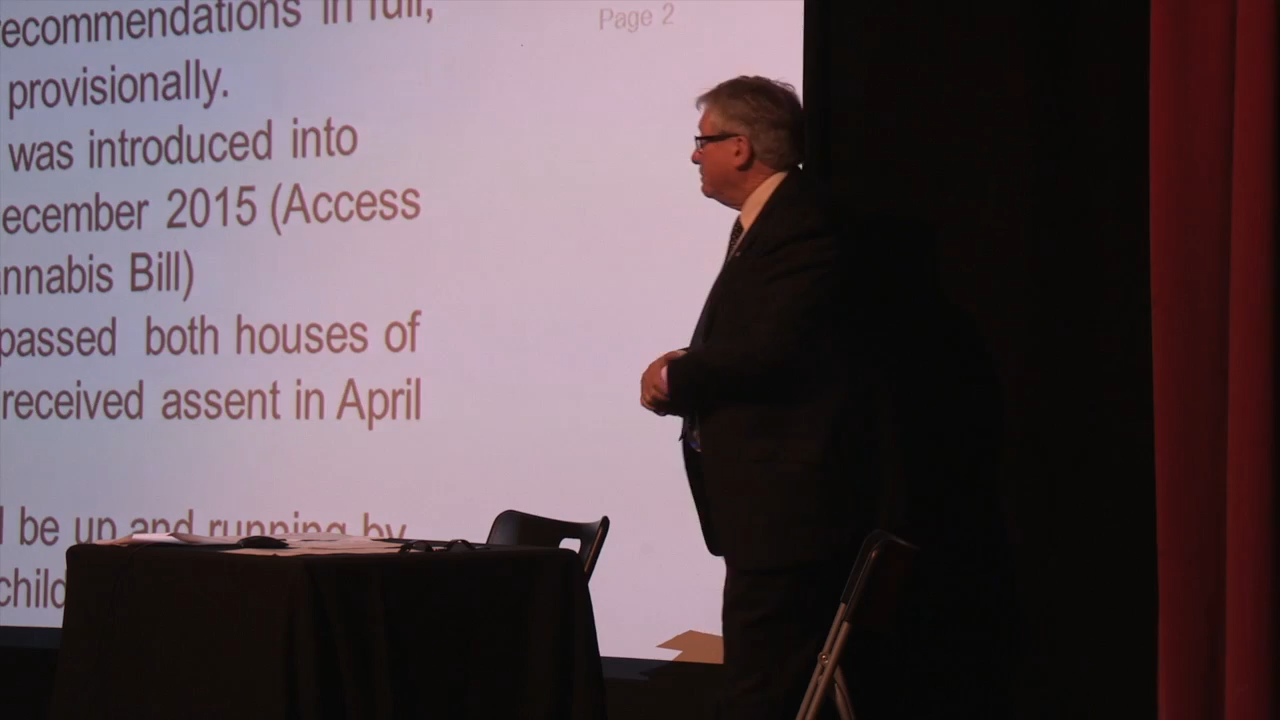 recommendations in full,
Page 2
provisionally.
was introduced into
ecember 2015 (Access
annabis Bill)
passed both houses of
received assent in April
be up and running by
child